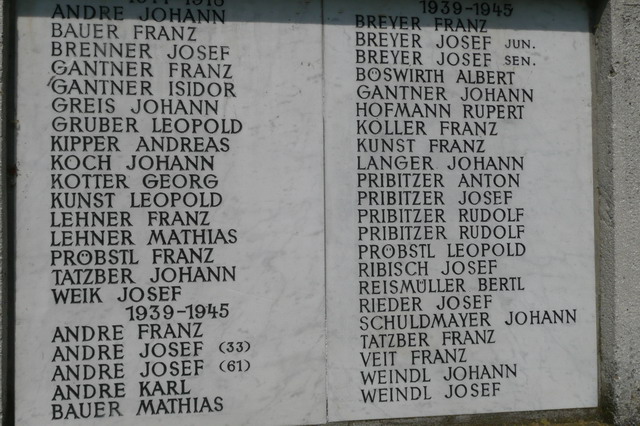 1914-1918
ANDRE JOHANN
BAUER FRANZ
BRENNER JOSEF
GANTNER FRANZ
GANTNER ISIDOR
GREIS JOHANN
GRUBER LEOPOLD
KIPPER ANDREAS
KOCH JOHANN
KOTTER GEORG
KUNST LEOPOLD
LEHNER FRANZ
LEHNER MATHIAS
PRÖBSTL FRANZ
TATZBER JOHANN
WEIK JOSEF
1939-1945
ANDRE FRANZ
ANDRE JOSEF (33)
ANDRE JOSEF (61)
ANDRE KARL
BAUER MATHIAS
1939-1945
BREYER FRANZ
BREYER JOSEF JUN.
BREYER JOSEF SEN.
BÖSWIRTH ALBERT
GANTNER JOHANN
HOFMANN RUPERT
KOLLER FRANZ
KUNST FRANZ
LANGER JOHANN
PRIBITZER ANTON
PRIBITZER JOSEF
PRIBITZER RUDOLF
PRIBITZER RUDOLF
PRÖBSTL LEOPOLD
RIBISCH JOSEF
REISMÜLLER BERTL
RIEDER JOSEF
SCHULDMAYER JOHANN
TATZBER FRANZ
VEIT FRANZ
WEINDL JOHANN
WEINDL JOSEF